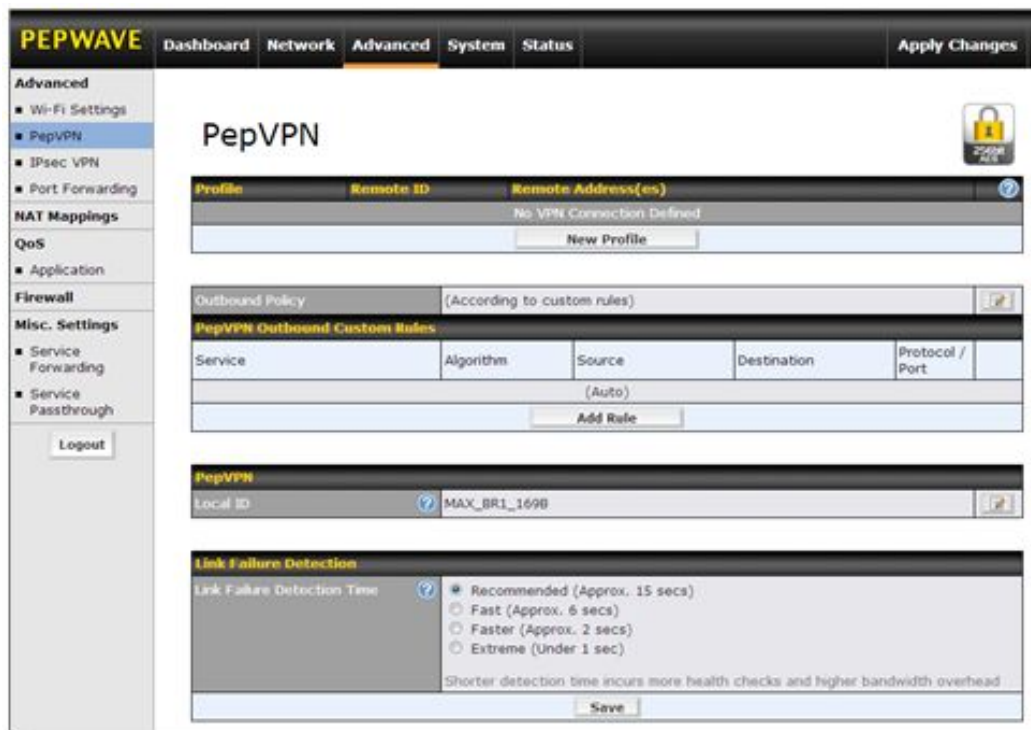 PEPWAVE
Dashboard Network Advanced System Status Apply Changes
Advanced
Wi-Fi Settings
PepVPN
IPsec VPN
Port Forwarding
NAT Mappings
QoS
Application
Firewall
Misc. Settings
Service
Forwarding
Service
Passthrough
Logout
PepVPN
256bit
AES
Profile Remote ID Remote Address(es)
No VPN Connection Defined
New Profile
Outbound Policy (According to custom rules)
PepVPN Outbound Custom Rules
Service Algorithm Source Destination Protocol /
Port
(Auto)
Add Rule
PepVPN
Local ID MAX_BR1_169B
Link Failure Detection
Link Failure Detection Time Recommended (Approx. 15 secs)
Fast (Approx. 6 secs)
Faster (Approx. 2 secs)
Extreme (Under 1 sec)
Shorter detection time incurs more health checks and higher bandwidth overhead
Save